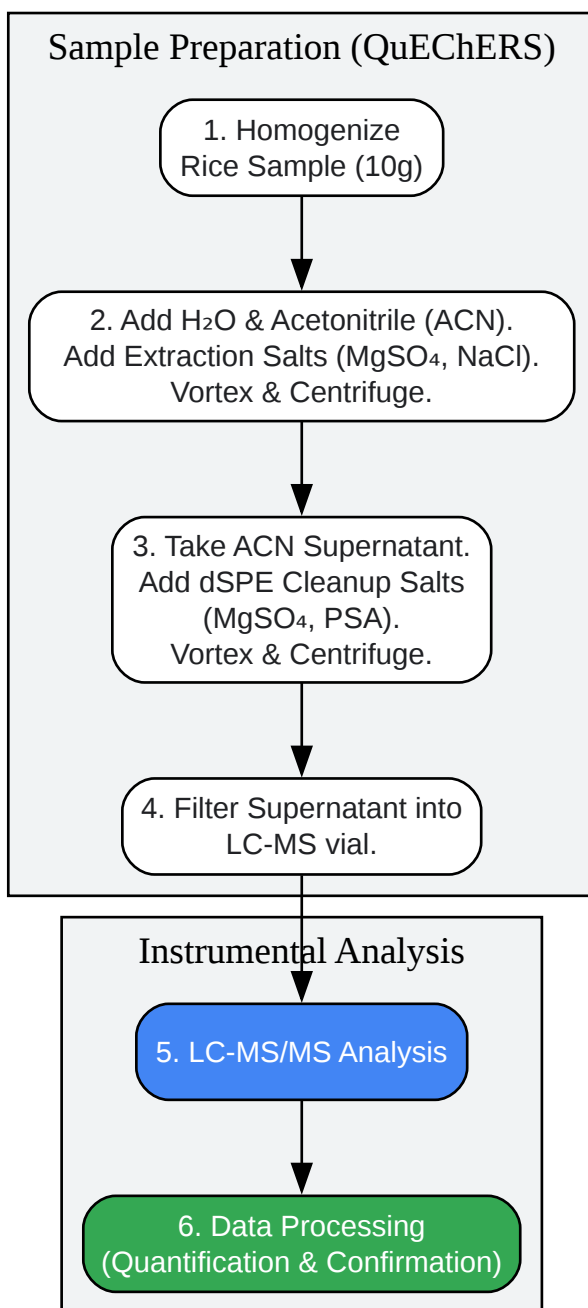 Sample Preparation (QuEChERS)
1. Homogenize
Rice Sample (10g)
2. Add H₂O & Acetonitrile (ACN).
Add Extraction Salts (MgSO₄, NaCl).
Vortex & Centrifuge.
3. Take ACN Supernatant.
Add dSPE Cleanup Salts
(MgSO₄, PSA).
Vortex & Centrifuge.
4. Filter Supernatant into
LC-MS vial.
Instrumental Analysis
5. LC-MS/MS Analysis
6. Data Processing
(Quantification & Confirmation)